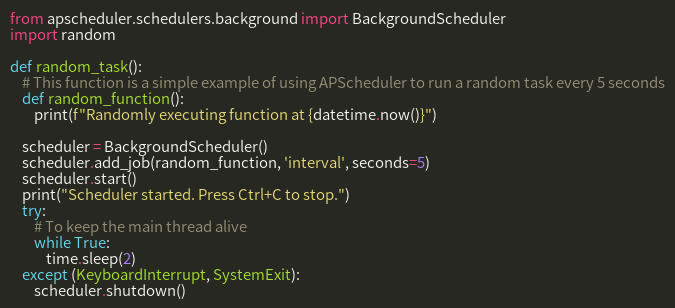 from apscheduler.schedulers.background import BackgroundScheduler
import random

def random_task():
    # This function is a simple example of using APScheduler to run a random task every 5 seconds
    def random_function():
        print(f"Randomly executing function at {datetime.now()}")

    scheduler = BackgroundScheduler()
    scheduler.add_job(random_function, 'interval', seconds=5)
    scheduler.start()
    print("Scheduler started. Press Ctrl+C to stop.")
    try:
        # To keep the main thread alive
        while True:
            time.sleep(2)
    except (KeyboardInterrupt, SystemExit):
        scheduler.shutdown()